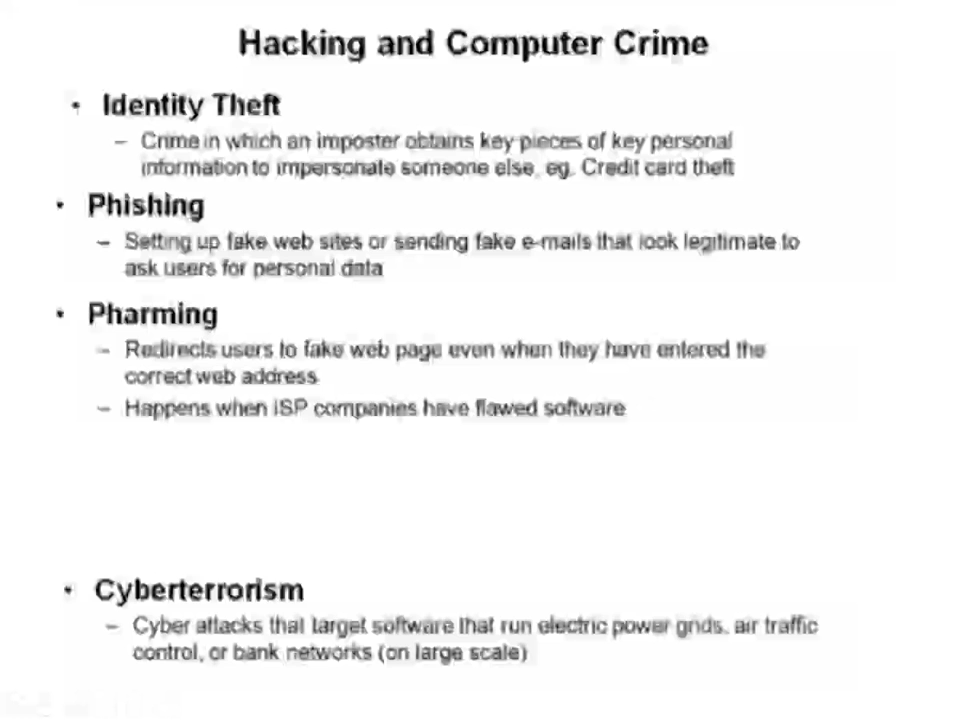 Hacking and Computer Crime
• Identity Theft
– Crime in which an imposter obtains key pieces of key personal
information to impersonate someone else, eg. Credit card theft
• Phishing
– Setting up fake web sites or sending fake e-mails that look legitimate to
ask users for personal data
• Pharming
– Redirects users to fake web page even when they have entered the
correct web address
– Happens when ISP companies have flawed software
• Cyberterrorism
– Cyber attacks that target software that run electric power grids, air traffic
control, or bank networks (on large scale)